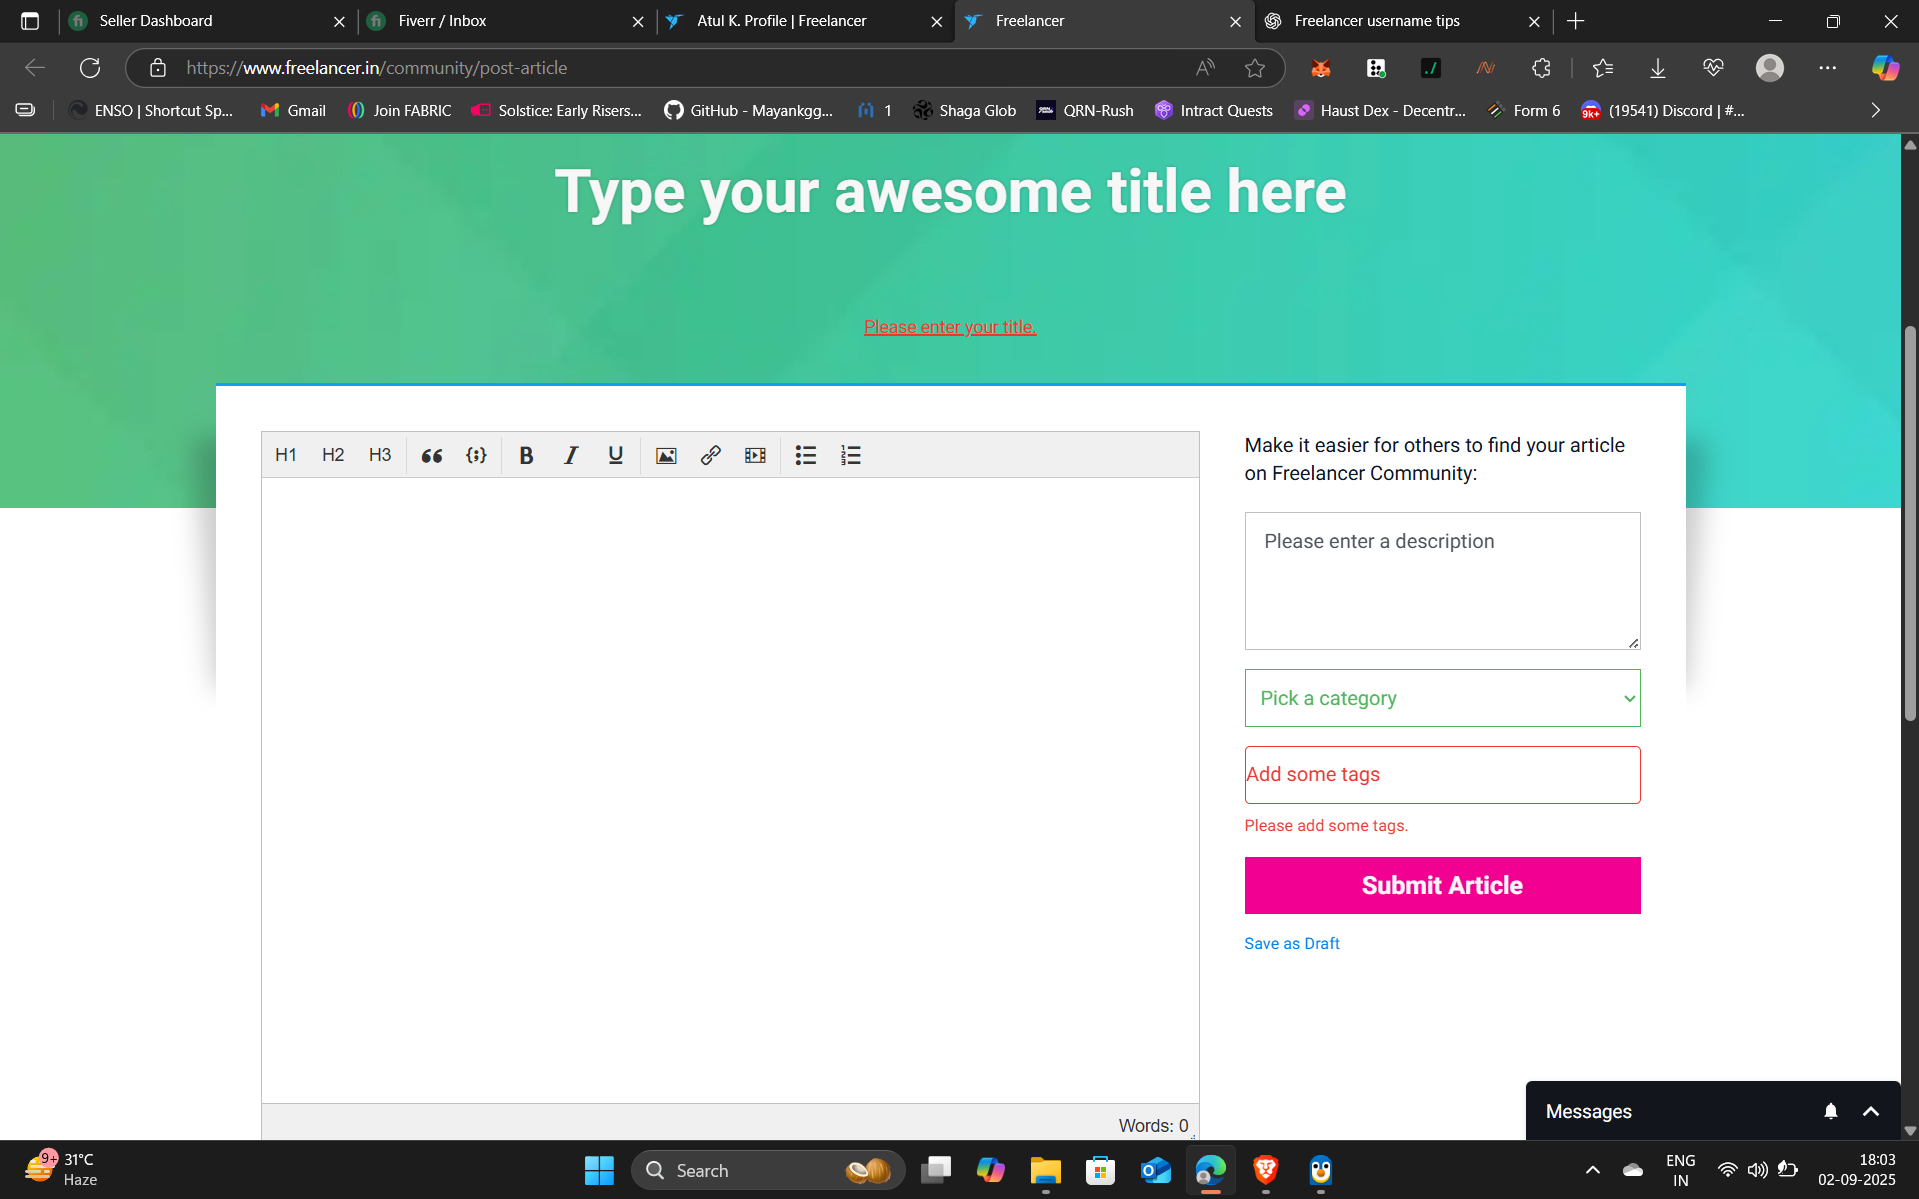 Seller Dashboard
Fiverr / Inbox
Atul K. Profile | Freelancer
Freelancer
Freelancer username tips
https://www.freelancer.in/community/post-article
ENSO | Shortcut Sp...
Gmail
Join FABRIC
Solstice: Early Risers...
GitHub - Mayankgg...
1
Shaga Glob
QRN-Rush
Intract Quests
Haust Dex - Decentr...
Form 6
9k+
(19541) Discord | #...
Type your awesome title here
Please enter your title.
H1 H2 H3
B I U
Make it easier for others to find your article
on Freelancer Community:
Please enter a description
Pick a category
Add some tags
Please add some tags.
Submit Article
Save as Draft
Words: 0
Messages
9+
31°C
Haze
Search
ENG
IN
18:03
02-09-2025